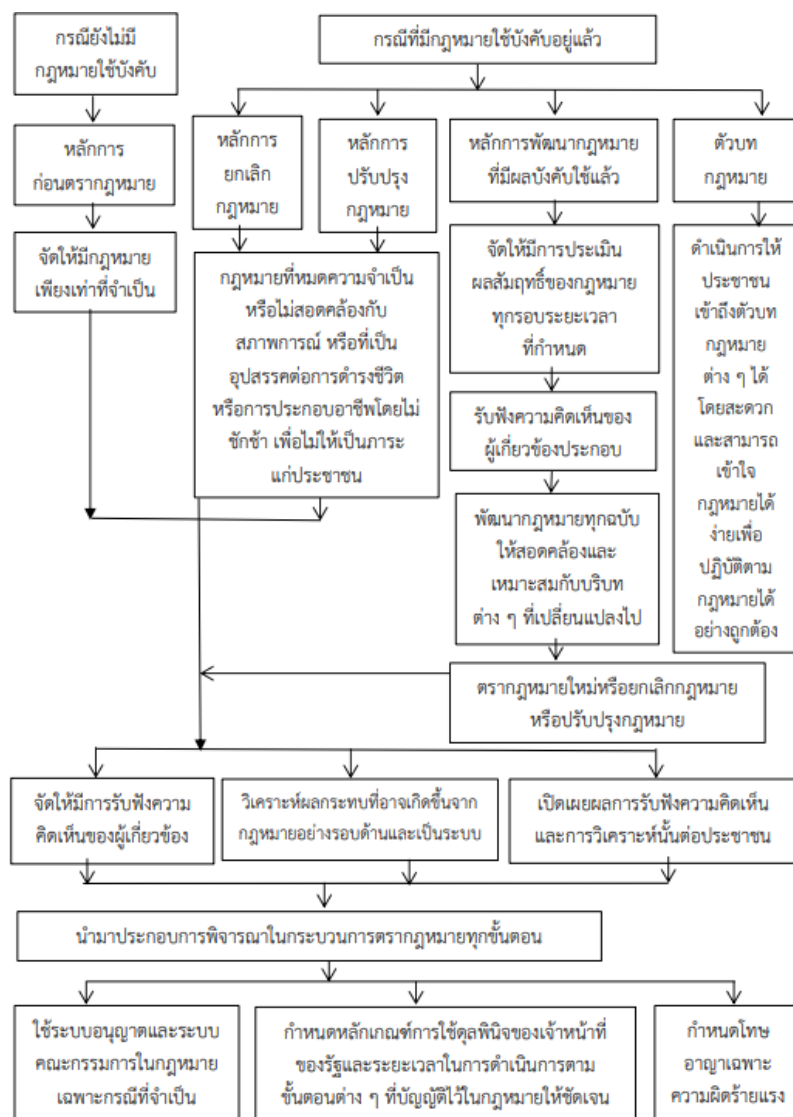 กรณียังไม่มี
กฎหมายใช้บังคับ
กรณีที่มีกฎหมายใช้บังคับอยู่แล้ว
หลักการ
ก่อนตรากฎหมาย
หลักการ
ยกเลิก
กฎหมาย
หลักการ
ปรับปรุง
กฎหมาย
หลักการพัฒนากฎหมาย
ที่มีผลบังคับใช้แล้ว
ตัวบท
กฎหมาย
จัดให้มีกฎหมาย
เพียงเท่าที่จำเป็น
กฎหมายที่หมดความจำเป็น
หรือไม่สอดคล้องกับ
สภาพการณ์ หรือที่เป็น
อุปสรรคต่อการดำรงชีวิต
หรือการประกอบอาชีพโดยไม่
ชักช้า เพื่อไม่ให้เป็นภาระ
แก่ประชาชน
จัดให้มีการประเมิน
ผลสัมฤทธิ์ของกฎหมาย
ทุกรอบระยะเวลา
ที่กำหนด
ดำเนินการให้
ประชาชน
เข้าถึงตัวบท
กฎหมาย
ต่าง ๆ ได้
โดยสะดวก
และสามารถ
เข้าใจ
กฎหมายได้
ง่ายเพื่อ
ปฏิบัติตาม
กฎหมายได้
อย่างถูกต้อง
รับฟังความคิดเห็นของ
ผู้เกี่ยวข้องประกอบ
พัฒนากฎหมายทุกฉบับ
ให้สอดคล้องและ
เหมาะสมกับบริบท
ต่าง ๆ ที่เปลี่ยนแปลงไป
ตรากฎหมายใหม่หรือยกเลิกกฎหมาย
หรือปรับปรุงกฎหมาย
จัดให้มีการรับฟังความ
คิดเห็นของผู้เกี่ยวข้อง
วิเคราะห์ผลกระทบที่อาจเกิดขึ้นจาก
กฎหมายอย่างรอบด้านและเป็นระบบ
เปิดเผยผลการรับฟังความคิดเห็น
และการวิเคราะห์นั้นต่อประชาชน
นำมาประกอบการพิจารณาในกระบวนการตรากฎหมายทุกขั้นตอน
ใช้ระบบอนุญาตและระบบ
คณะกรรมการในกฎหมาย
เฉพาะกรณีที่จำเป็น
กำหนดหลักเกณฑ์การใช้ดุลพินิจของเจ้าหน้าที่
ของรัฐและระยะเวลาในการดำเนินการตาม
ขั้นตอนต่าง ๆ ที่บัญญัติไว้ในกฎหมายให้ชัดเจน
กำหนดโทษ
อาญาเฉพาะ
ความผิดร้ายแรง